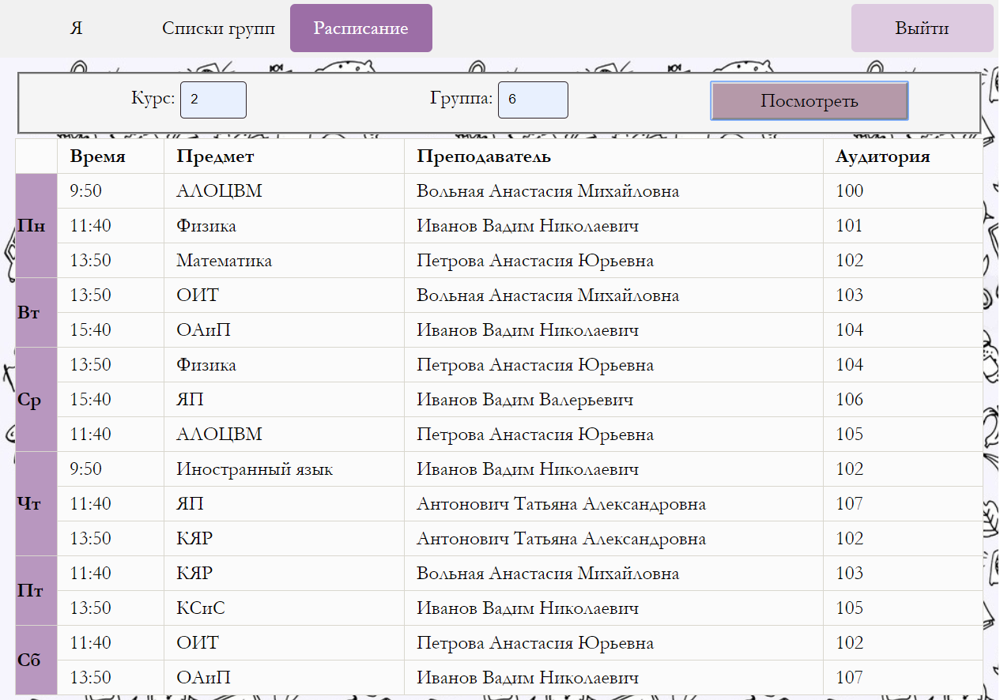 Я Списки групп Расписание Выйти
Курс: 2 Группа: 6 Посмотреть
Время Предмет Преподаватель Аудитория
9:50 АЛОЦВМ Вольная Анастасия Михайловна 100
Пн 11:40 Физика Иванов Вадим Николаевич 101
13:50 Математика Петрова Анастасия Юрьевна 102
Вт 13:50 ОИТ Вольная Анастасия Михайловна 103
15:40 ОАиП Иванов Вадим Николаевич 104
13:50 Физика Петрова Анастасия Юрьевна 104
Ср 15:40 ЯП Иванов Вадим Валерьевич 106
11:40 АЛОЦВМ Петрова Анастасия Юрьевна 105
9:50 Иностранный язык Иванов Вадим Николаевич 102
Чт 11:40 ЯП Антонович Татьяна Александровна 107
13:50 КЯР Антонович Татьяна Александровна 102
Пт 11:40 КЯР Вольная Анастасия Михайловна 103
13:50 КСиС Иванов Вадим Николаевич 105
Сб 11:40 ОИТ Петрова Анастасия Юрьевна 102
13:50 ОАиП Иванов Вадим Николаевич 107